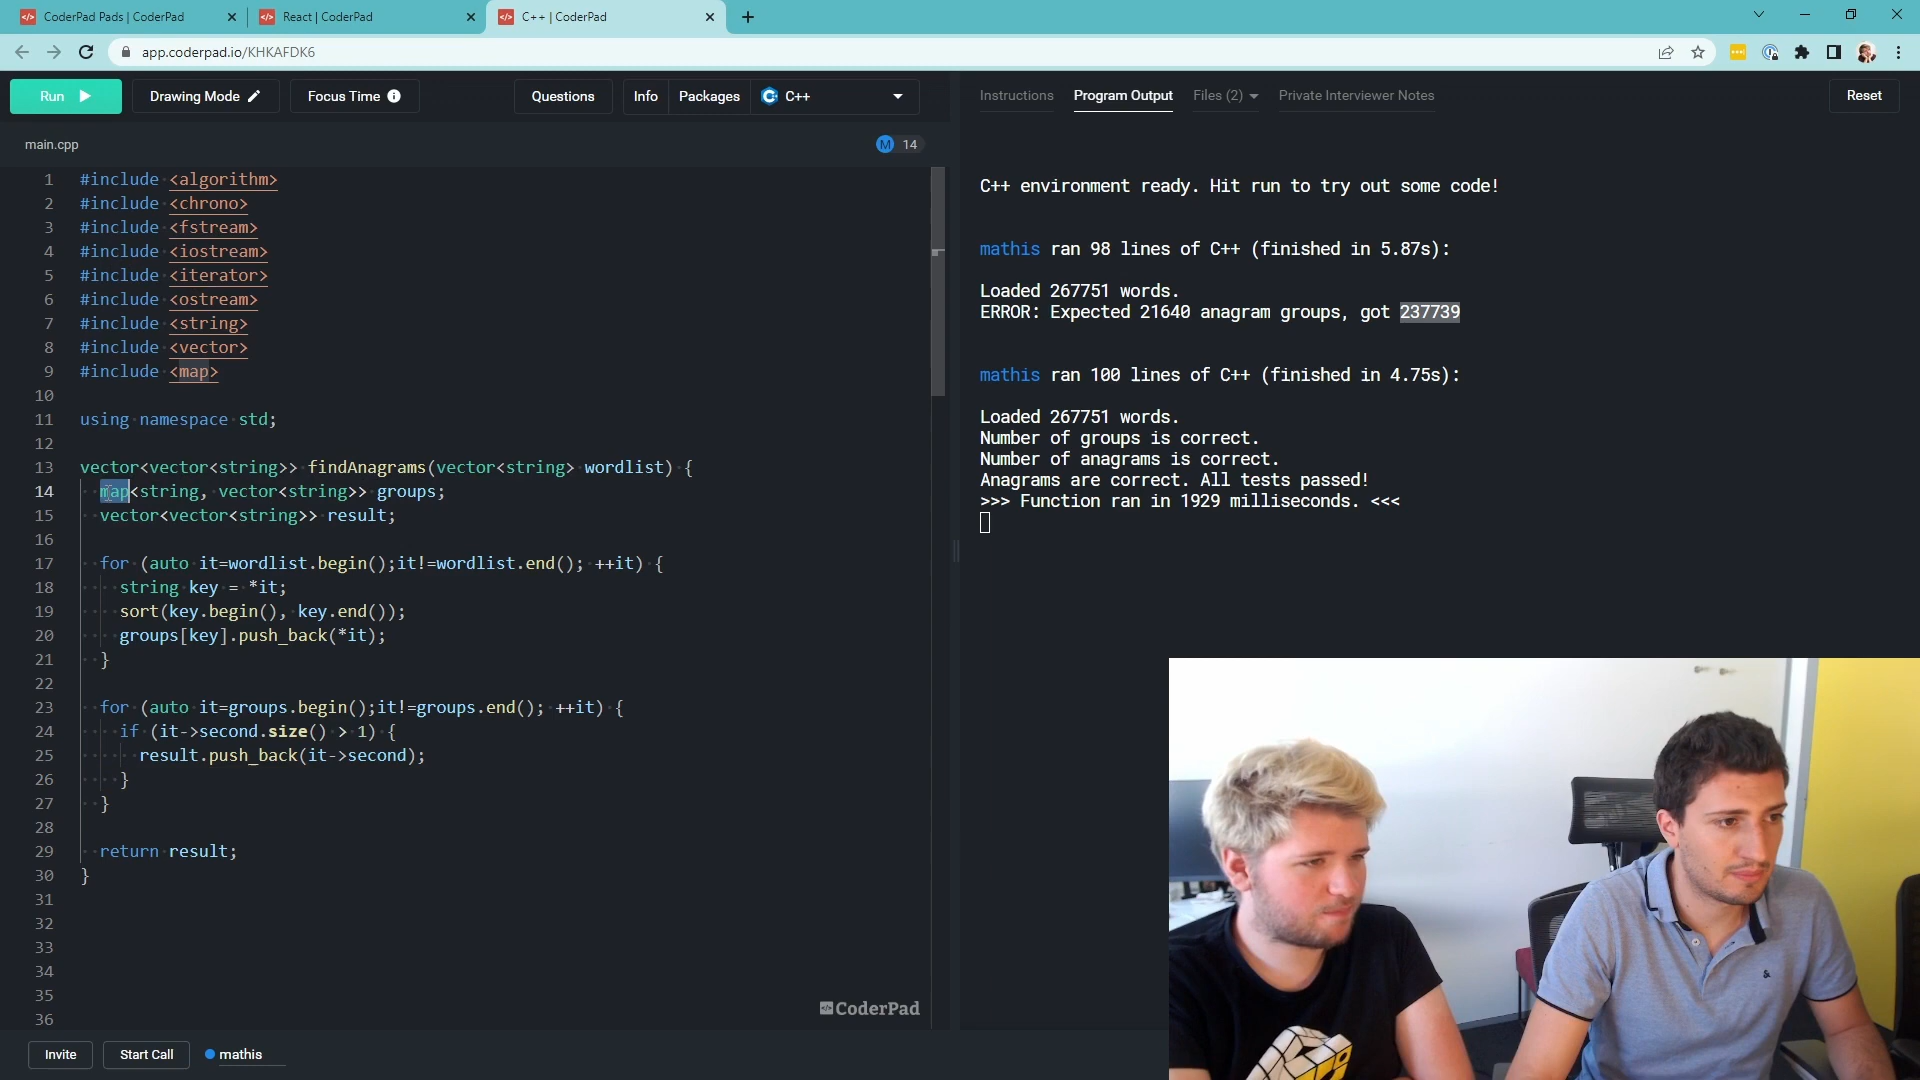 CoderPad Pads | CoderPad
React | CoderPad
C++ | CoderPad
app.coderpad.io/KHKAFDK6
Run
Drawing Mode
Focus Time
Questions
Info
Packages
C++
main.cpp
M 14
1 #include <algorithm>
2 #include <chrono>
3 #include <fstream>
4 #include <iostream>
5 #include <iterator>
6 #include <ostream>
7 #include <string>
8 #include <vector>
9 #include <map>
10
11 using namespace std;
12
13 vector<vector<string>> findAnagrams(vector<string> wordlist) {
14 map<string, vector<string>> groups;
15 vector<vector<string>> result;
16
17 for (auto it=wordlist.begin();it!=wordlist.end(); ++it) {
18 string key = *it;
19 sort(key.begin(), key.end());
20 groups[key].push_back(*it);
21 }
22
23 for (auto it=groups.begin();it!=groups.end(); ++it) {
24 if (it->second.size() > 1) {
25 result.push_back(it->second);
26 }
27 }
28
29 return result;
30 }
31
32
33
34
35
36
CoderPad
Invite
Start Call
mathis
Instructions
Program Output
Files (2)
Private Interviewer Notes
Reset
C++ environment ready. Hit run to try out some code!
mathis ran 98 lines of C++ (finished in 5.87s):
Loaded 267751 words.
ERROR: Expected 21640 anagram groups, got 237739
mathis ran 100 lines of C++ (finished in 4.75s):
Loaded 267751 words.
Number of groups is correct.
Number of anagrams is correct.
Anagrams are correct. All tests passed!
>>> Function ran in 1929 milliseconds. <<<